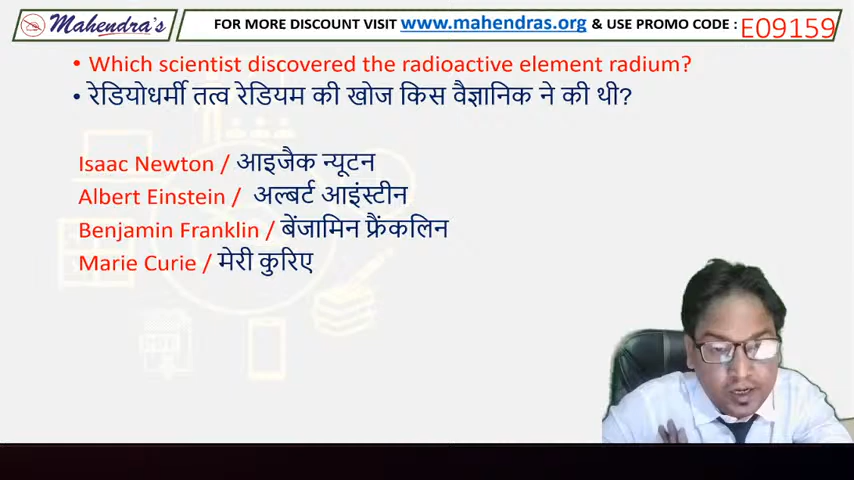 Mahendra's
FOR MORE DISCOUNT VISIT www.mahendras.org & USE PROMO CODE : E09159
• Which scientist discovered the radioactive element radium?
• रेडियोधर्मी तत्व रेडियम की खोज किस वैज्ञानिक ने की थी?
Isaac Newton / आइजैक न्यूटन
Albert Einstein / अल्बर्ट आइंस्टीन
Benjamin Franklin / बेंजामिन फ्रैंकलिन
Marie Curie / मेरी कुरिए